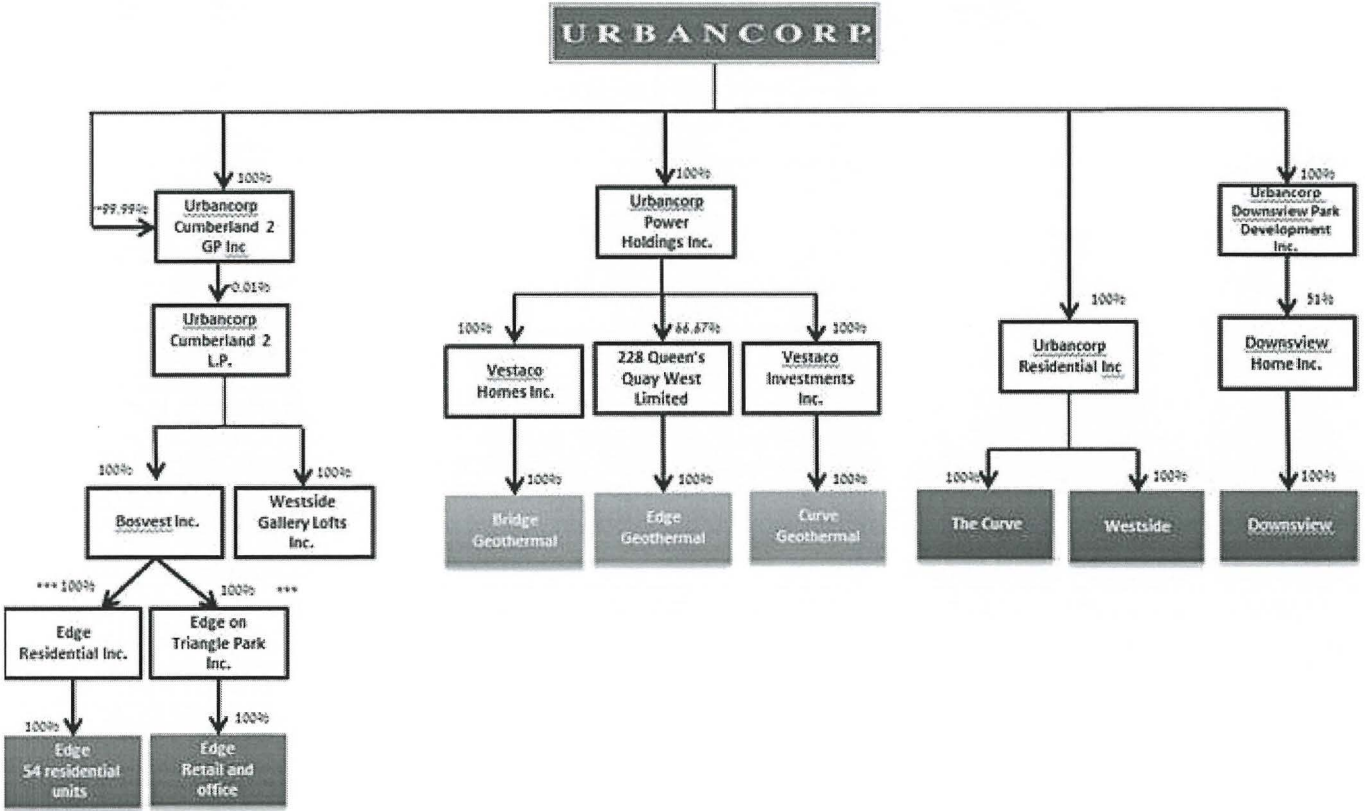 URBANCORP.
100%
100%
100%
~99.99%
Urbancorp
Cumberland 2
GP Inc
Urbancorp
Power
Holdings Inc.
Urbancorp
Downsview Park
Development
Inc.
~0.01%
100%
51%
Urbancorp
Cumberland 2
L.P.
100%
66.67%
100%
Vestaco
Homes Inc.
228 Queen's
Quay West
Limited
Vestaco
Investments
Inc.
Urbancorp
Residential Inc
Downsview
Home Inc.
100%
100%
100%
100%
100%
100%
100%
100%
Bosvest Inc.
Westside
Gallery Lofts
Inc.
Bridge
Geothermal
Edge
Geothermal
Curve
Geothermal
The Curve
Westside
Downsview
*** 100%
100% ***
Edge
Residential Inc.
Edge on
Triangle Park
Inc.
100%
100%
Edge
54 residential
units
Edge
Retail and
office